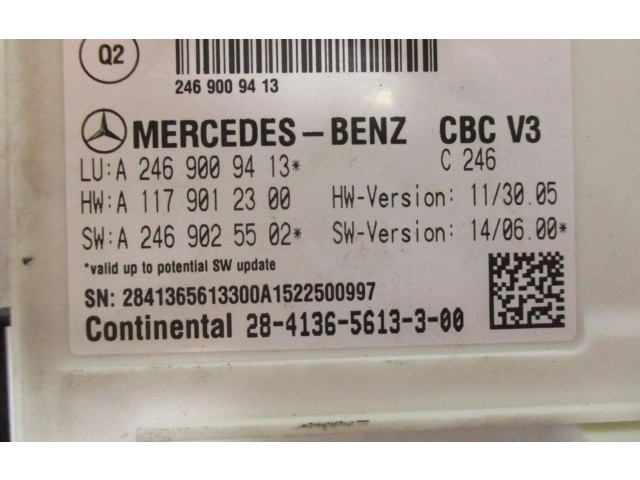 Q2
246 900 94 13
MERCEDES-BENZ CBC V3
LU:A 246 900 94 13* C 246
HW:A 117 901 23 00 HW-Version: 11/30.05
SW:A 246 902 55 02* SW-Version: 14/06.00*
*valid up to potential SW update
SN: 2841365613300A1522500997
Continental 28-4136-5613-3-00